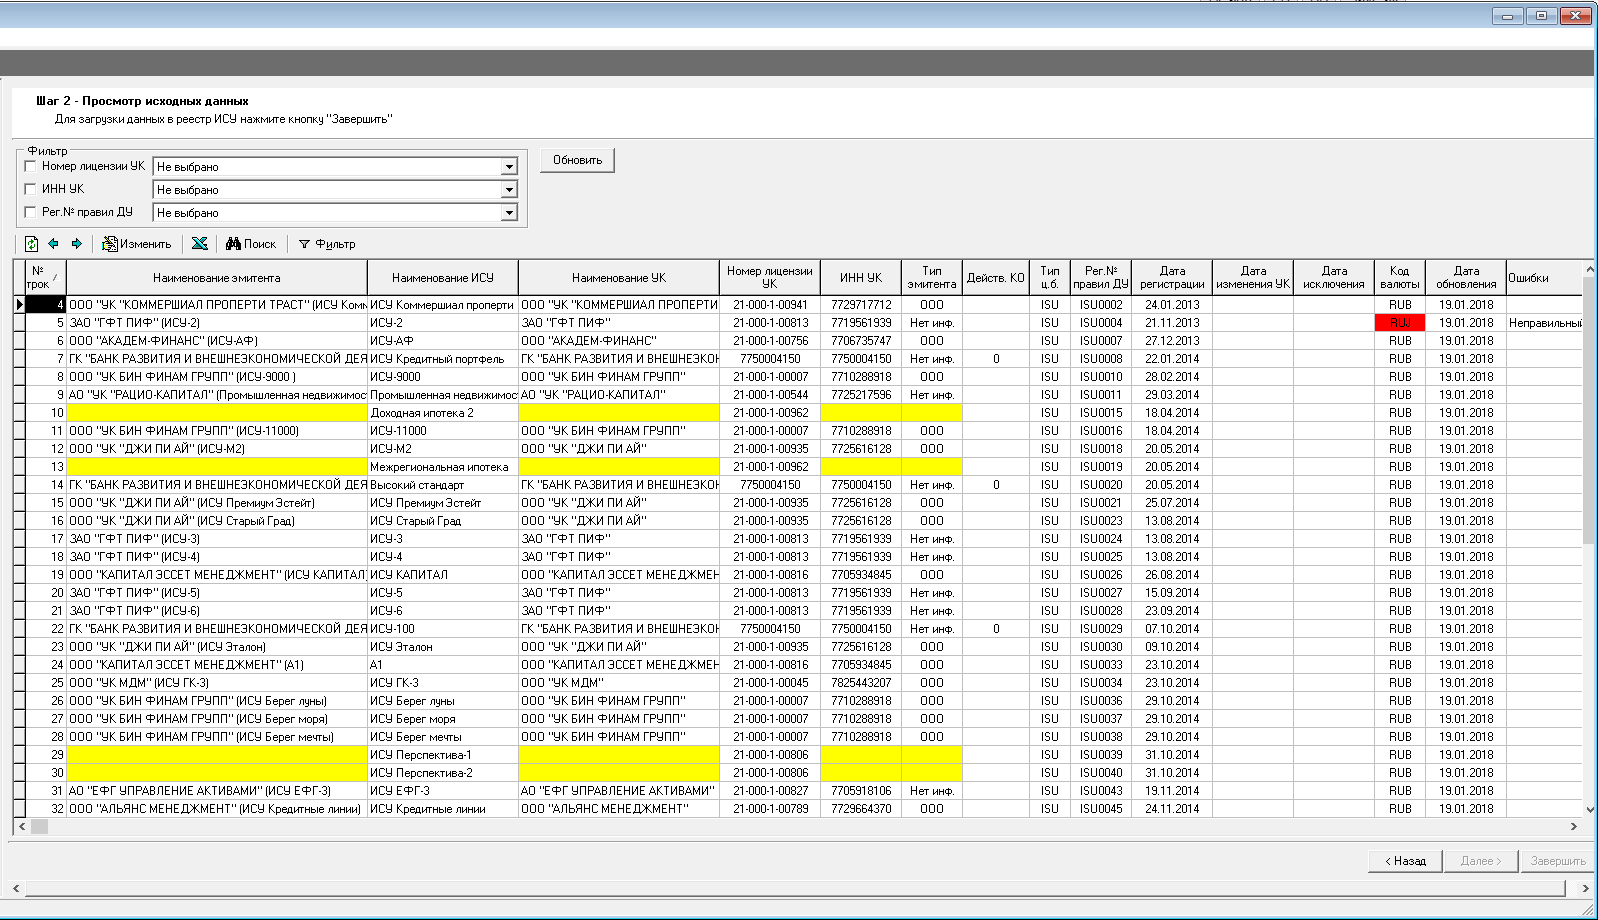 Шаг 2 - Просмотр исходных данных
Для загрузки данных в реестр ИСУ нажмите кнопку "Завершить"
Фильтр
Номер лицензии УК Не выбрано Обновить
ИНН УК Не выбрано
Рег.№ правил ДУ Не выбрано
Изменить Поиск Фильтр
№ трок / Наименование эмитента Наименование ИСУ Наименование УК Номер лицензии УК ИНН УК Тип эмитента Действ. КО Тип ц.б. Рег.№ правил ДУ Дата регистрации Дата изменения УК Дата исключения Код валюты Дата обновления Ошибки
4 ООО "УК "КОММЕРШИАЛ ПРОПЕРТИ ТРАСТ" (ИСУ Ком ИСУ Коммершиал проперти ООО "УК "КОММЕРШИАЛ ПРОПЕРТИ 21-000-1-00941 7729717712 ООО ISU ISU0002 24.01.2013 RUB 19.01.2018
5 ЗАО "ГФТ ПИФ" (ИСУ-2) ИСУ-2 ЗАО "ГФТ ПИФ" 21-000-1-00813 7719561939 Нет инф. ISU ISU0004 21.11.2013 RUJ 19.01.2018 Неправильный
6 ООО "АКАДЕМ-ФИНАНС" (ИСУ-АФ) ИСУ-АФ ООО "АКАДЕМ-ФИНАНС" 21-000-1-00756 7706735747 ООО ISU ISU0007 27.12.2013 RUB 19.01.2018
7 ГК "БАНК РАЗВИТИЯ И ВНЕШНЕЭКОНОМИЧЕСКОЙ ДЕЯ ИСУ Кредитный портфель ГК "БАНК РАЗВИТИЯ И ВНЕШНЕЭКОН 7750004150 7750004150 Нет инф. 0 ISU ISU0008 22.01.2014 RUB 19.01.2018
8 ООО "УК БИН ФИНАМ ГРУПП" (ИСУ-9000 ) ИСУ-9000 ООО "УК БИН ФИНАМ ГРУПП" 21-000-1-00007 7710288918 ООО ISU ISU0010 28.02.2014 RUB 19.01.2018
9 АО "УК "РАЦИО-КАПИТАЛ" (Промышленная недвижимос Промышленная недвижимос АО "УК "РАЦИО-КАПИТАЛ" 21-000-1-00544 7725217596 Нет инф. ISU ISU0011 29.03.2014 RUB 19.01.2018
10 Доходная ипотека 2 21-000-1-00962 ISU ISU0015 18.04.2014 RUB 19.01.2018
11 ООО "УК БИН ФИНАМ ГРУПП" (ИСУ-11000) ИСУ-11000 ООО "УК БИН ФИНАМ ГРУПП" 21-000-1-00007 7710288918 ООО ISU ISU0016 18.04.2014 RUB 19.01.2018
12 ООО "УК "ДЖИ ПИ АЙ" (ИСУ-М2) ИСУ-М2 ООО "УК "ДЖИ ПИ АЙ" 21-000-1-00935 7725616128 ООО ISU ISU0018 20.05.2014 RUB 19.01.2018
13 Межрегиональная ипотека 21-000-1-00962 ISU ISU0019 20.05.2014 RUB 19.01.2018
14 ГК "БАНК РАЗВИТИЯ И ВНЕШНЕЭКОНОМИЧЕСКОЙ ДЕЯ Высокий стандарт ГК "БАНК РАЗВИТИЯ И ВНЕШНЕЭКОН 7750004150 7750004150 Нет инф. 0 ISU ISU0020 20.05.2014 RUB 19.01.2018
15 ООО "УК "ДЖИ ПИ АЙ" (ИСУ Премиум Эстейт) ИСУ Премиум Эстейт ООО "УК "ДЖИ ПИ АЙ" 21-000-1-00935 7725616128 ООО ISU ISU0021 25.07.2014 RUB 19.01.2018
16 ООО "УК "ДЖИ ПИ АЙ" (ИСУ Старый Град) ИСУ Старый Град ООО "УК "ДЖИ ПИ АЙ" 21-000-1-00935 7725616128 ООО ISU ISU0023 13.08.2014 RUB 19.01.2018
17 ЗАО "ГФТ ПИФ" (ИСУ-3) ИСУ-3 ЗАО "ГФТ ПИФ" 21-000-1-00813 7719561939 Нет инф. ISU ISU0024 13.08.2014 RUB 19.01.2018
18 ЗАО "ГФТ ПИФ" (ИСУ-4) ИСУ-4 ЗАО "ГФТ ПИФ" 21-000-1-00813 7719561939 Нет инф. ISU ISU0025 13.08.2014 RUB 19.01.2018
19 ООО "КАПИТАЛ ЭССЕТ МЕНЕДЖМЕНТ" (ИСУ КАПИТАЛ) ИСУ КАПИТАЛ ООО "КАПИТАЛ ЭССЕТ МЕНЕДЖМЕН 21-000-1-00816 7705934845 ООО ISU ISU0026 26.08.2014 RUB 19.01.2018
20 ЗАО "ГФТ ПИФ" (ИСУ-5) ИСУ-5 ЗАО "ГФТ ПИФ" 21-000-1-00813 7719561939 Нет инф. ISU ISU0027 15.09.2014 RUB 19.01.2018
21 ЗАО "ГФТ ПИФ" (ИСУ-6) ИСУ-6 ЗАО "ГФТ ПИФ" 21-000-1-00813 7719561939 Нет инф. ISU ISU0028 23.09.2014 RUB 19.01.2018
22 ГК "БАНК РАЗВИТИЯ И ВНЕШНЕЭКОНОМИЧЕСКОЙ ДЕЯ ИСУ-100 ГК "БАНК РАЗВИТИЯ И ВНЕШНЕЭКОН 7750004150 7750004150 Нет инф. 0 ISU ISU0029 07.10.2014 RUB 19.01.2018
23 ООО "УК "ДЖИ ПИ АЙ" (ИСУ Эталон) ИСУ Эталон ООО "УК "ДЖИ ПИ АЙ" 21-000-1-00935 7725616128 ООО ISU ISU0030 09.10.2014 RUB 19.01.2018
24 ООО "КАПИТАЛ ЭССЕТ МЕНЕДЖМЕНТ" (А1) А1 ООО "КАПИТАЛ ЭССЕТ МЕНЕДЖМЕН 21-000-1-00816 7705934845 ООО ISU ISU0033 23.10.2014 RUB 19.01.2018
25 ООО "УК МДМ" (ИСУ ГК-3) ИСУ ГК-3 ООО "УК МДМ" 21-000-1-00045 7825443207 ООО ISU ISU0034 23.10.2014 RUB 19.01.2018
26 ООО "УК БИН ФИНАМ ГРУПП" (ИСУ Берег луны) ИСУ Берег луны ООО "УК БИН ФИНАМ ГРУПП" 21-000-1-00007 7710288918 ООО ISU ISU0036 29.10.2014 RUB 19.01.2018
27 ООО "УК БИН ФИНАМ ГРУПП" (ИСУ Берег моря) ИСУ Берег моря ООО "УК БИН ФИНАМ ГРУПП" 21-000-1-00007 7710288918 ООО ISU ISU0037 29.10.2014 RUB 19.01.2018
28 ООО "УК БИН ФИНАМ ГРУПП" (ИСУ Берег мечты) ИСУ Берег мечты ООО "УК БИН ФИНАМ ГРУПП" 21-000-1-00007 7710288918 ООО ISU ISU0038 29.10.2014 RUB 19.01.2018
29 ИСУ Перспектива-1 21-000-1-00806 ISU ISU0039 31.10.2014 RUB 19.01.2018
30 ИСУ Перспектива-2 21-000-1-00806 ISU ISU0040 31.10.2014 RUB 19.01.2018
31 АО "ЕФГ УПРАВЛЕНИЕ АКТИВАМИ" (ИСУ ЕФГ-3) ИСУ ЕФГ-3 АО "ЕФГ УПРАВЛЕНИЕ АКТИВАМИ" 21-000-1-00827 7705918106 Нет инф. ISU ISU0043 19.11.2014 RUB 19.01.2018
32 ООО "АЛЬЯНС МЕНЕДЖМЕНТ" (ИСУ Кредитные линии) ИСУ Кредитные линии ООО "АЛЬЯНС МЕНЕДЖМЕНТ" 21-000-1-00789 7729664370 ООО ISU ISU0045 24.11.2014 RUB 19.01.2018
< Назад Далее > Завершить